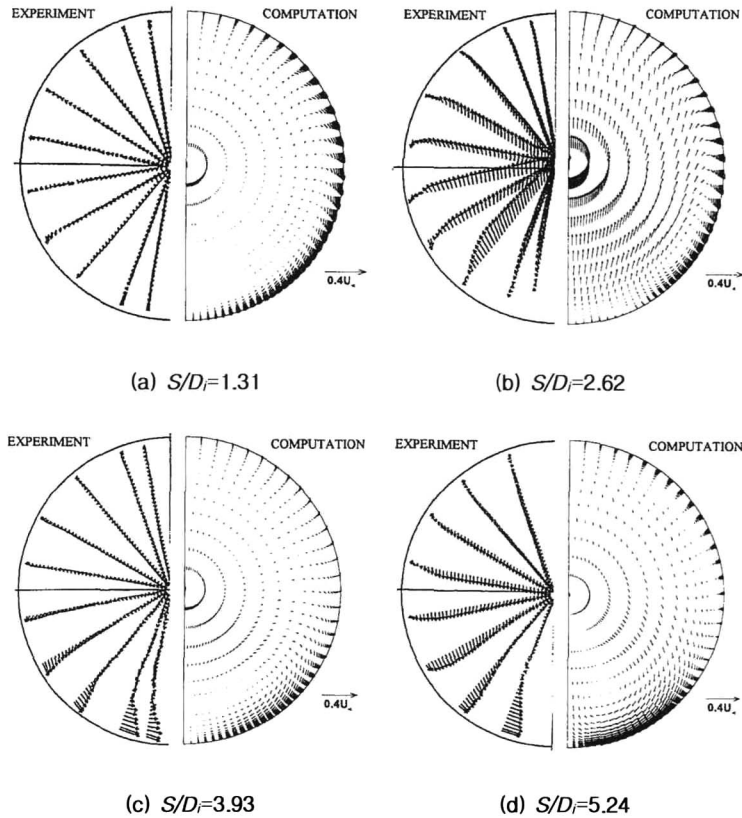 EXPERIMENT COMPUTATION
0.4U∞
(a) S/Di=1.31
EXPERIMENT COMPUTATION
0.4U∞
(b) S/Di=2.62
EXPERIMENT COMPUTATION
0.4U∞
(c) S/Di=3.93
EXPERIMENT COMPUTATION
0.4U∞
(d) S/Di=5.24